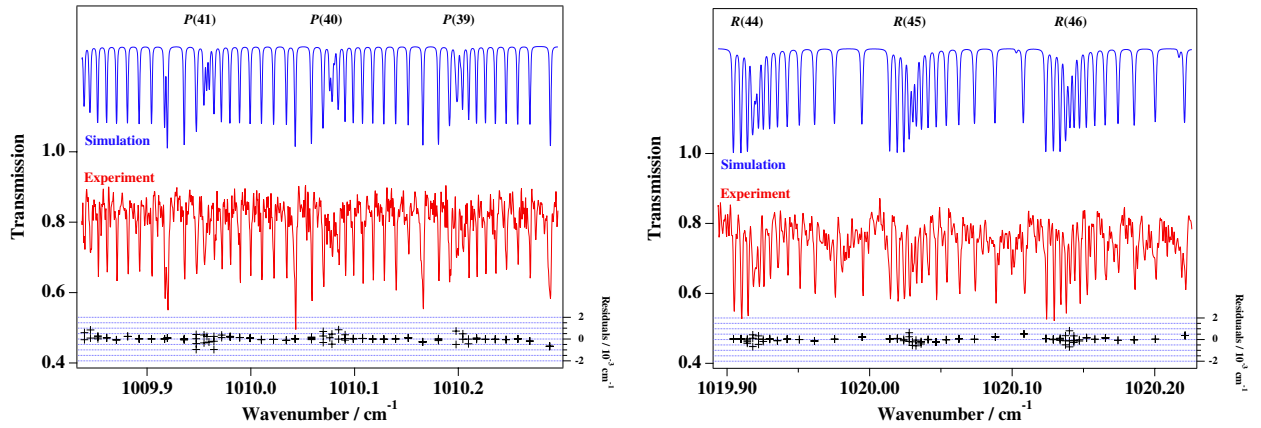 P(41) P(40) P(39)
Simulation
1.0
Experiment
0.8
0.6
0.4
Transmission
2
0
-2
Residuals / 10⁻³ cm⁻¹
1009.9 1010.0 1010.1 1010.2
Wavenumber / cm⁻¹
R(44) R(45) R(46)
1.0
Simulation
Experiment
0.8
0.6
0.4
Transmission
2
0
-2
Residuals / 10⁻³ cm⁻¹
1019.90 1020.00 1020.10 1020.20
Wavenumber / cm⁻¹